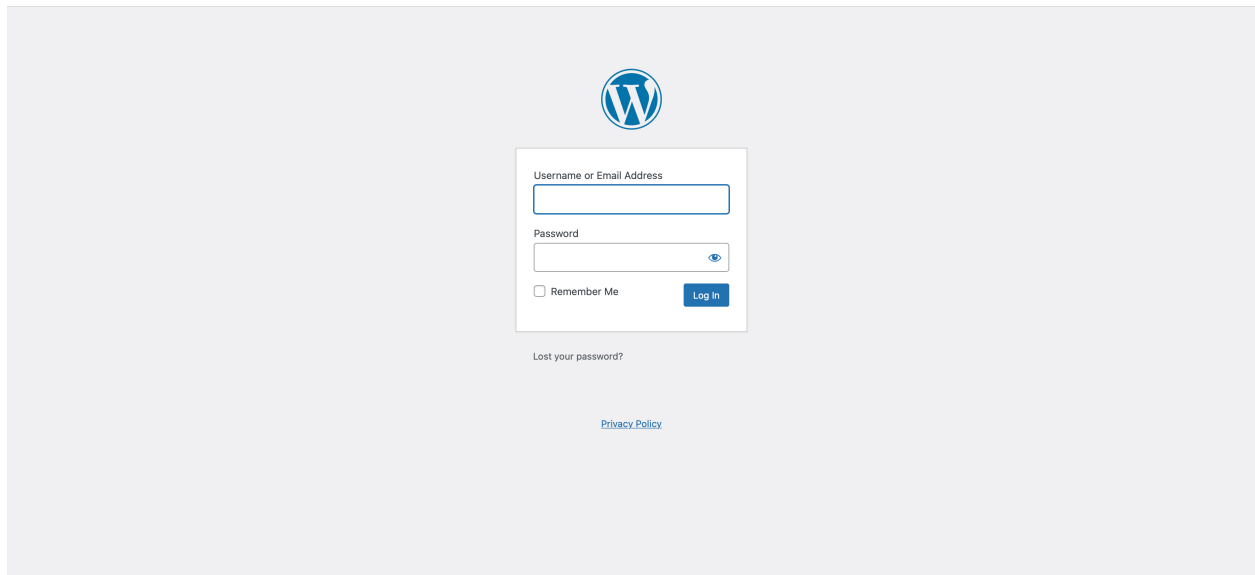 Username or Email Address
Password
Remember Me
Log In
Lost your password?
Privacy Policy